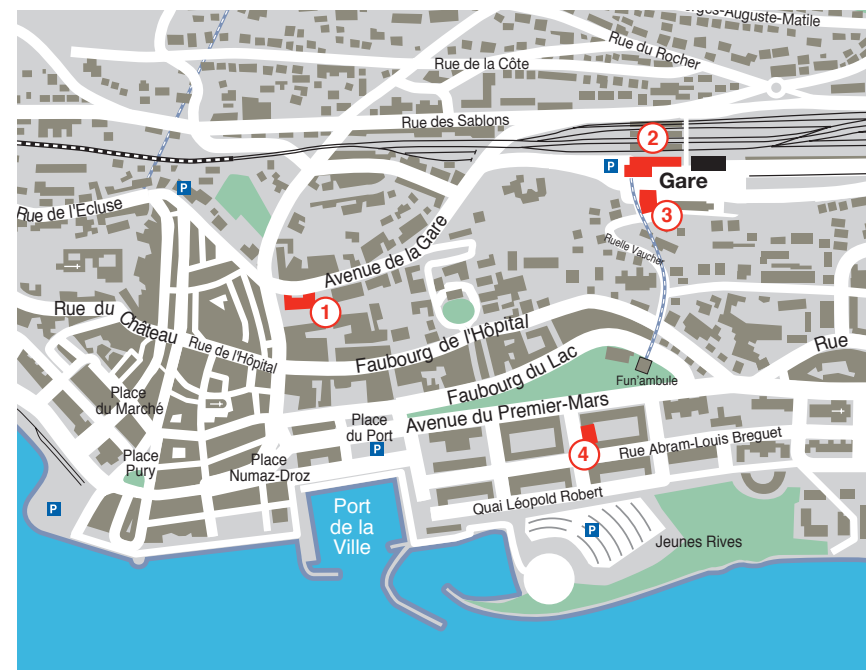 ges-Auguste-Matile
Rue du Rocher
Rue de la Côte
Rue des Sablons
2
P
Gare
P
3
Rue de l'Ecluse
Avenue de la Gare
Ruelle Vaucher
1
Rue du Château
Rue de l'Hôpital
Faubourg de l'Hôpital
Rue
Faubourg du Lac
Fun'ambule
Place
du Marché
Avenue du Premier-Mars
Place
du Port
P
Rue Abram-Louis Breguet
4
Place
Pury
Place
Numaz-Droz
Quai Léopold Robert
P
Port
de la
Ville
P
Jeunes Rives